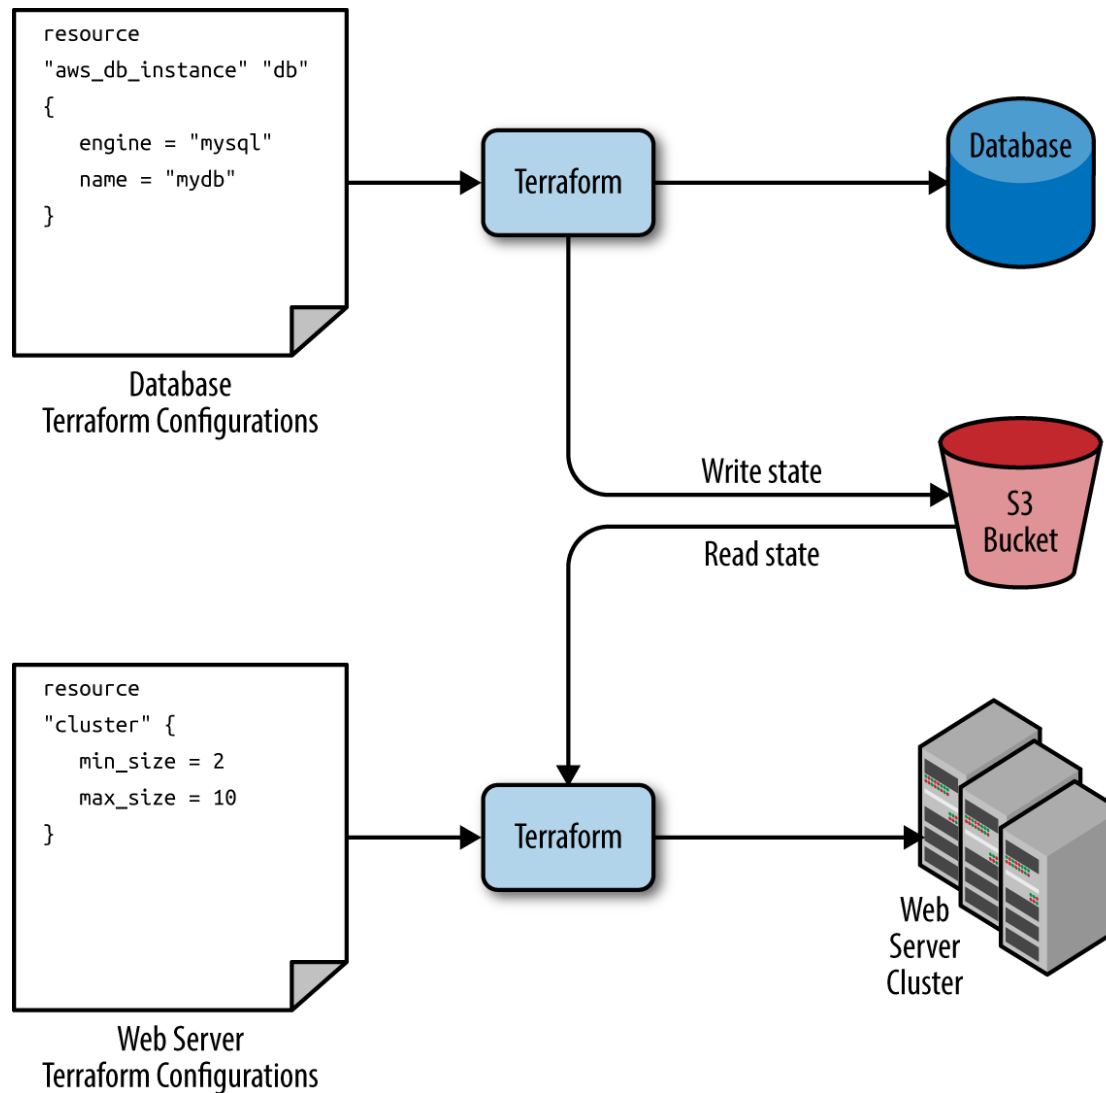 resource
"aws_db_instance" "db"
{
engine = "mysql"
name = "mydb"
}
Database
Terraform Configurations
Terraform
Database
Write state
Read state
S3
Bucket
resource
"cluster" {
min_size = 2
max_size = 10
}
Web Server
Terraform Configurations
Terraform
Web
Server
Cluster